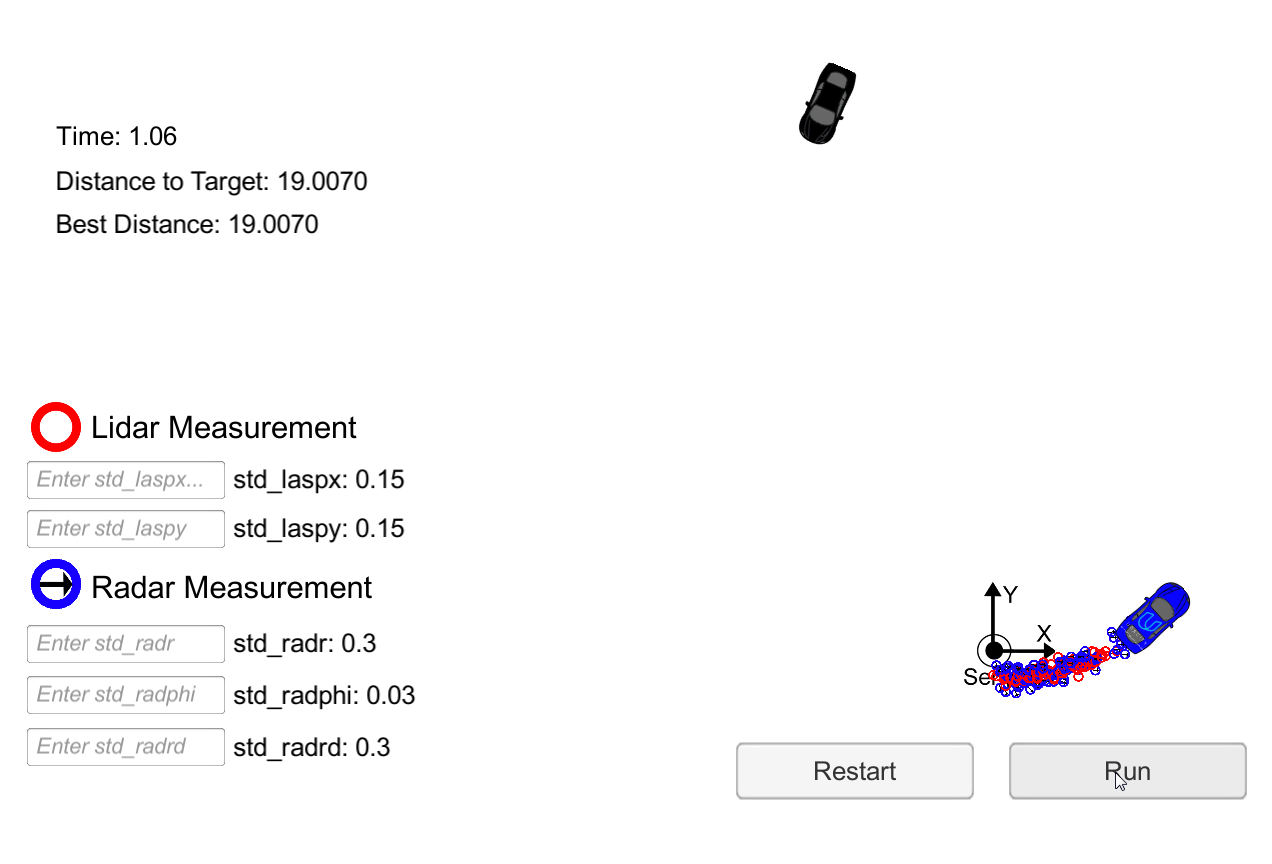 Time: 1.06
Distance to Target: 19.0070
Best Distance: 19.0070
Lidar Measurement
Enter std_laspx... std_laspx: 0.15
Enter std_laspy std_laspy: 0.15
Radar Measurement
Enter std_radr std_radr: 0.3
Enter std_radphi std_radphi: 0.03
Enter std_radrd std_radrd: 0.3
Y
X
Restart
Run